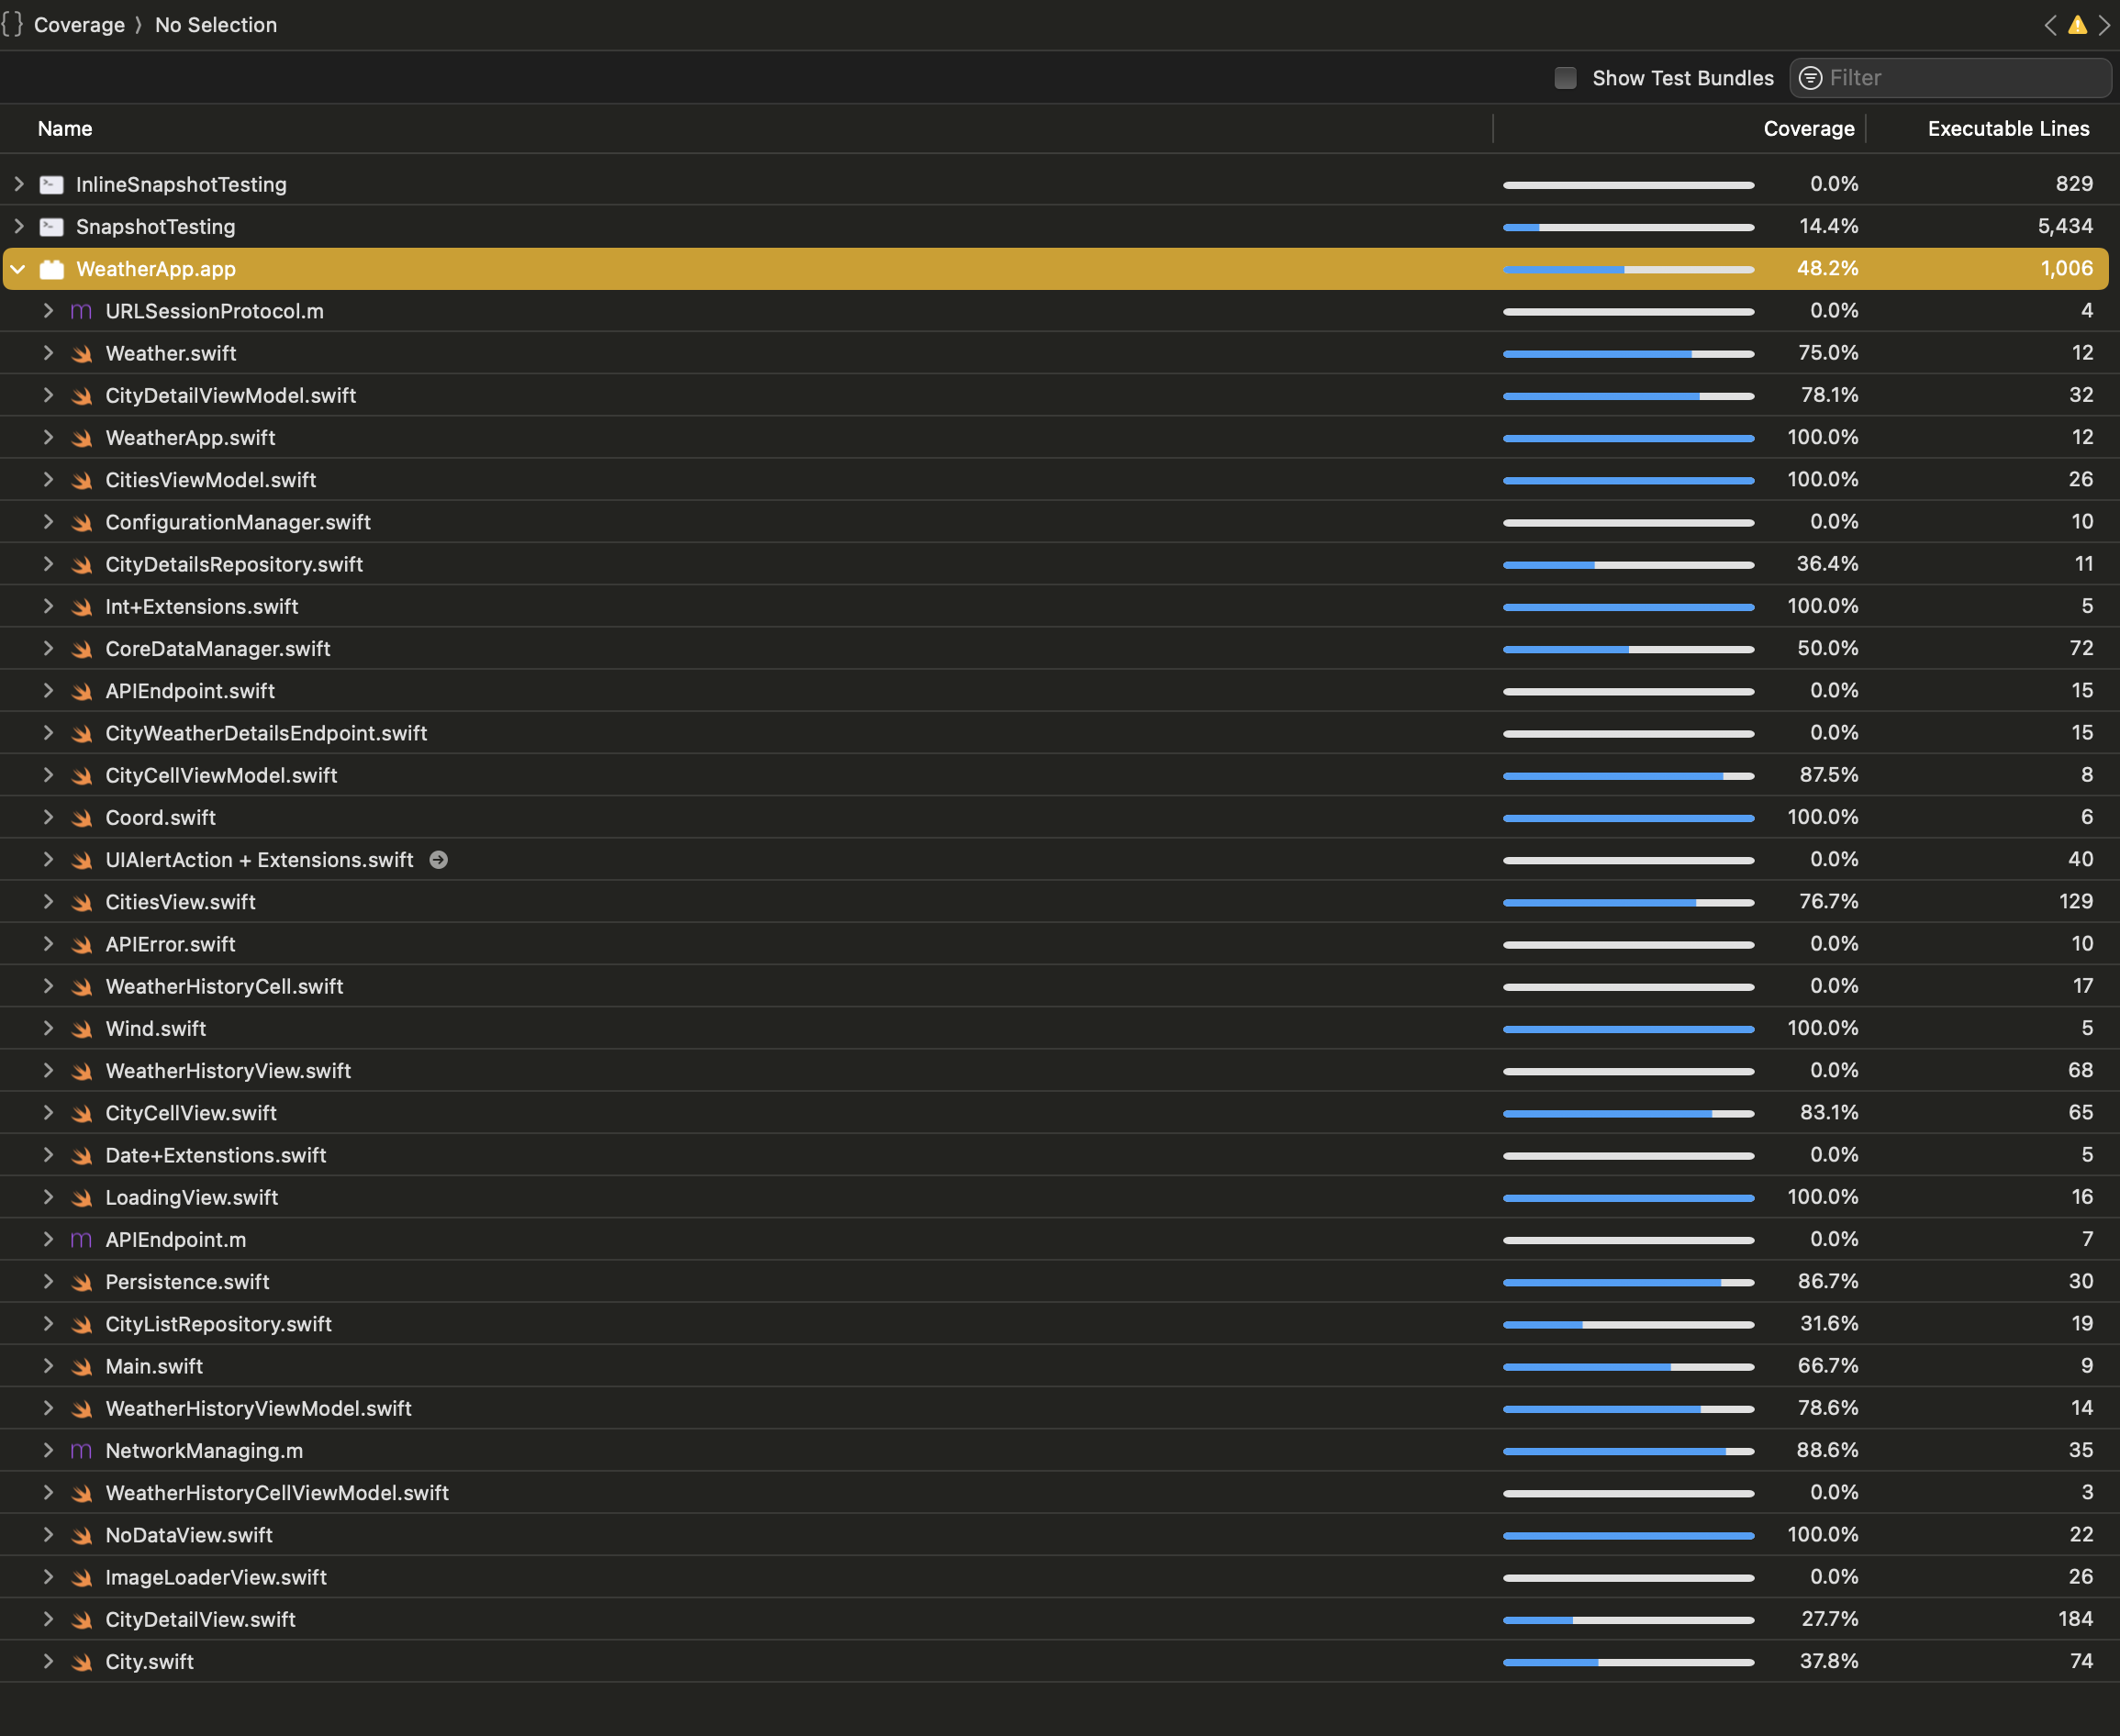 {} Coverage 〉 No Selection
Show Test Bundles Filter
Name Coverage Executable Lines
InlineSnapshotTesting 0.0% 829
SnapshotTesting 14.4% 5,434
WeatherApp.app 48.2% 1,006
m URLSessionProtocol.m 0.0% 4
Weather.swift 75.0% 12
CityDetailViewModel.swift 78.1% 32
WeatherApp.swift 100.0% 12
CitiesViewModel.swift 100.0% 26
ConfigurationManager.swift 0.0% 10
CityDetailsRepository.swift 36.4% 11
Int+Extensions.swift 100.0% 5
CoreDataManager.swift 50.0% 72
APIEndpoint.swift 0.0% 15
CityWeatherDetailsEndpoint.swift 0.0% 15
CityCellViewModel.swift 87.5% 8
Coord.swift 100.0% 6
UIAlertAction + Extensions.swift 0.0% 40
CitiesView.swift 76.7% 129
APIError.swift 0.0% 10
WeatherHistoryCell.swift 0.0% 17
Wind.swift 100.0% 5
WeatherHistoryView.swift 0.0% 68
CityCellView.swift 83.1% 65
Date+Extenstions.swift 0.0% 5
LoadingView.swift 100.0% 16
m APIEndpoint.m 0.0% 7
Persistence.swift 86.7% 30
CityListRepository.swift 31.6% 19
Main.swift 66.7% 9
WeatherHistoryViewModel.swift 78.6% 14
m NetworkManaging.m 88.6% 35
WeatherHistoryCellViewModel.swift 0.0% 3
NoDataView.swift 100.0% 22
ImageLoaderView.swift 0.0% 26
CityDetailView.swift 27.7% 184
City.swift 37.8% 74